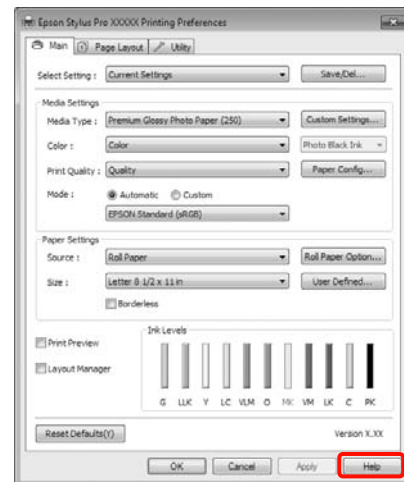 Epson Stylus Pro XXXXX Printing Preferences
Main Page Layout Utility
Select Setting : Current Settings Save/Del...
Media Settings
Media Type : Premium Glossy Photo Paper (250) Custom Settings...
Color : Color Photo Black Ink
Print Quality : Quality Paper Config...
Mode : Automatic Custom
EPSON Standard (sRGB)
Paper Settings
Source : Roll Paper Roll Paper Option...
Size : Letter 8 1/2 x 11 in User Defined...
Borderless
Ink Levels
Print Preview
Layout Manager
G LLK Y LC VLM O MK VM LK C PK
Reset Defaults(Y) Version X.XX
OK Cancel Apply Help